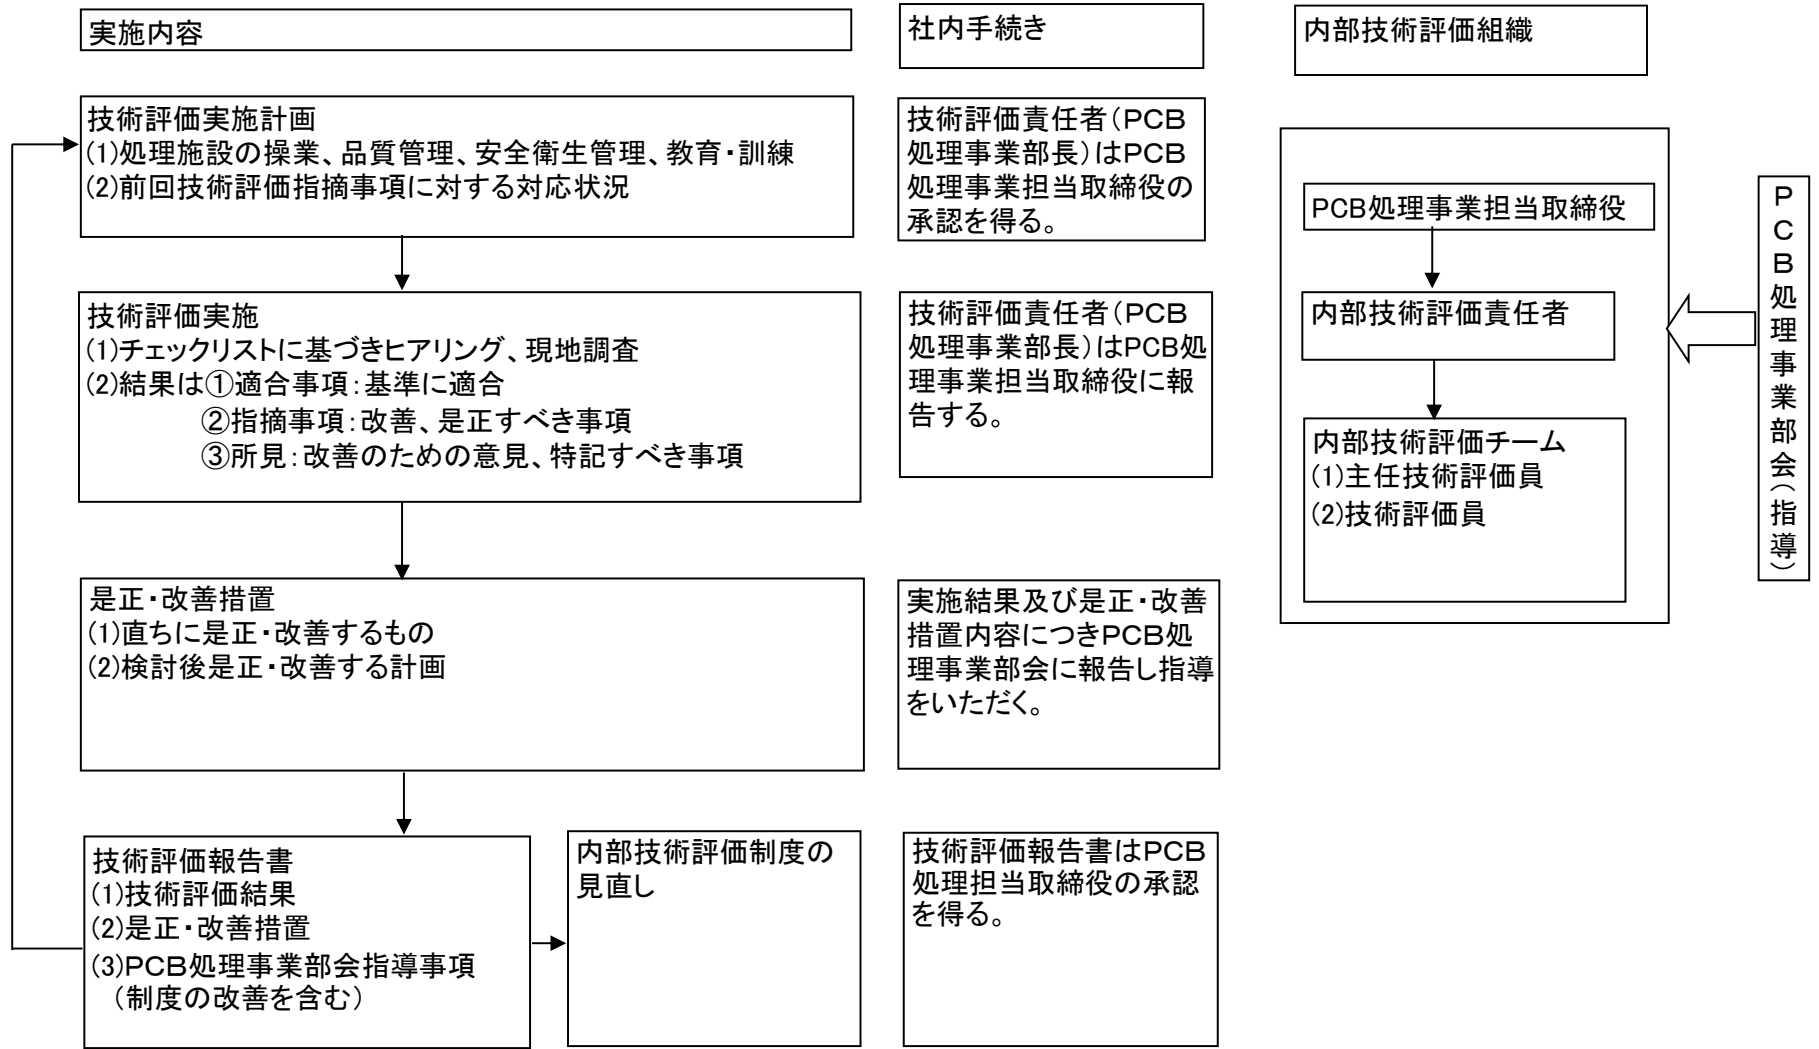 実施内容
社内手続き
内部技術評価組織
技術評価実施計画
(1)処理施設の操業、品質管理、安全衛生管理、教育・訓練
(2)前回技術評価指摘事項に対する対応状況
技術評価責任者(PCB
処理事業部長)はPCB
処理事業担当取締役の
承認を得る。
技術評価実施
(1)チェックリストに基づきヒアリング、現地調査
(2)結果は①適合事項:基準に適合
②指摘事項:改善、是正すべき事項
③所見:改善のための意見、特記すべき事項
技術評価責任者(PCB
処理事業部長)はPCB処
理事業担当取締役に報
告する。
是正・改善措置
(1)直ちに是正・改善するもの
(2)検討後是正・改善する計画
実施結果及び是正・改善
措置内容につきPCB処
理事業部会に報告し指導
をいただく。
技術評価報告書
(1)技術評価結果
(2)是正・改善措置
(3)PCB処理事業部会指導事項
(制度の改善を含む)
内部技術評価制度の
見直し
技術評価報告書はPCB
処理担当取締役の承認
を得る。
PCB処理事業担当取締役
内部技術評価責任者
内部技術評価チーム
(1)主任技術評価員
(2)技術評価員
PCB処理事業部会(指導)